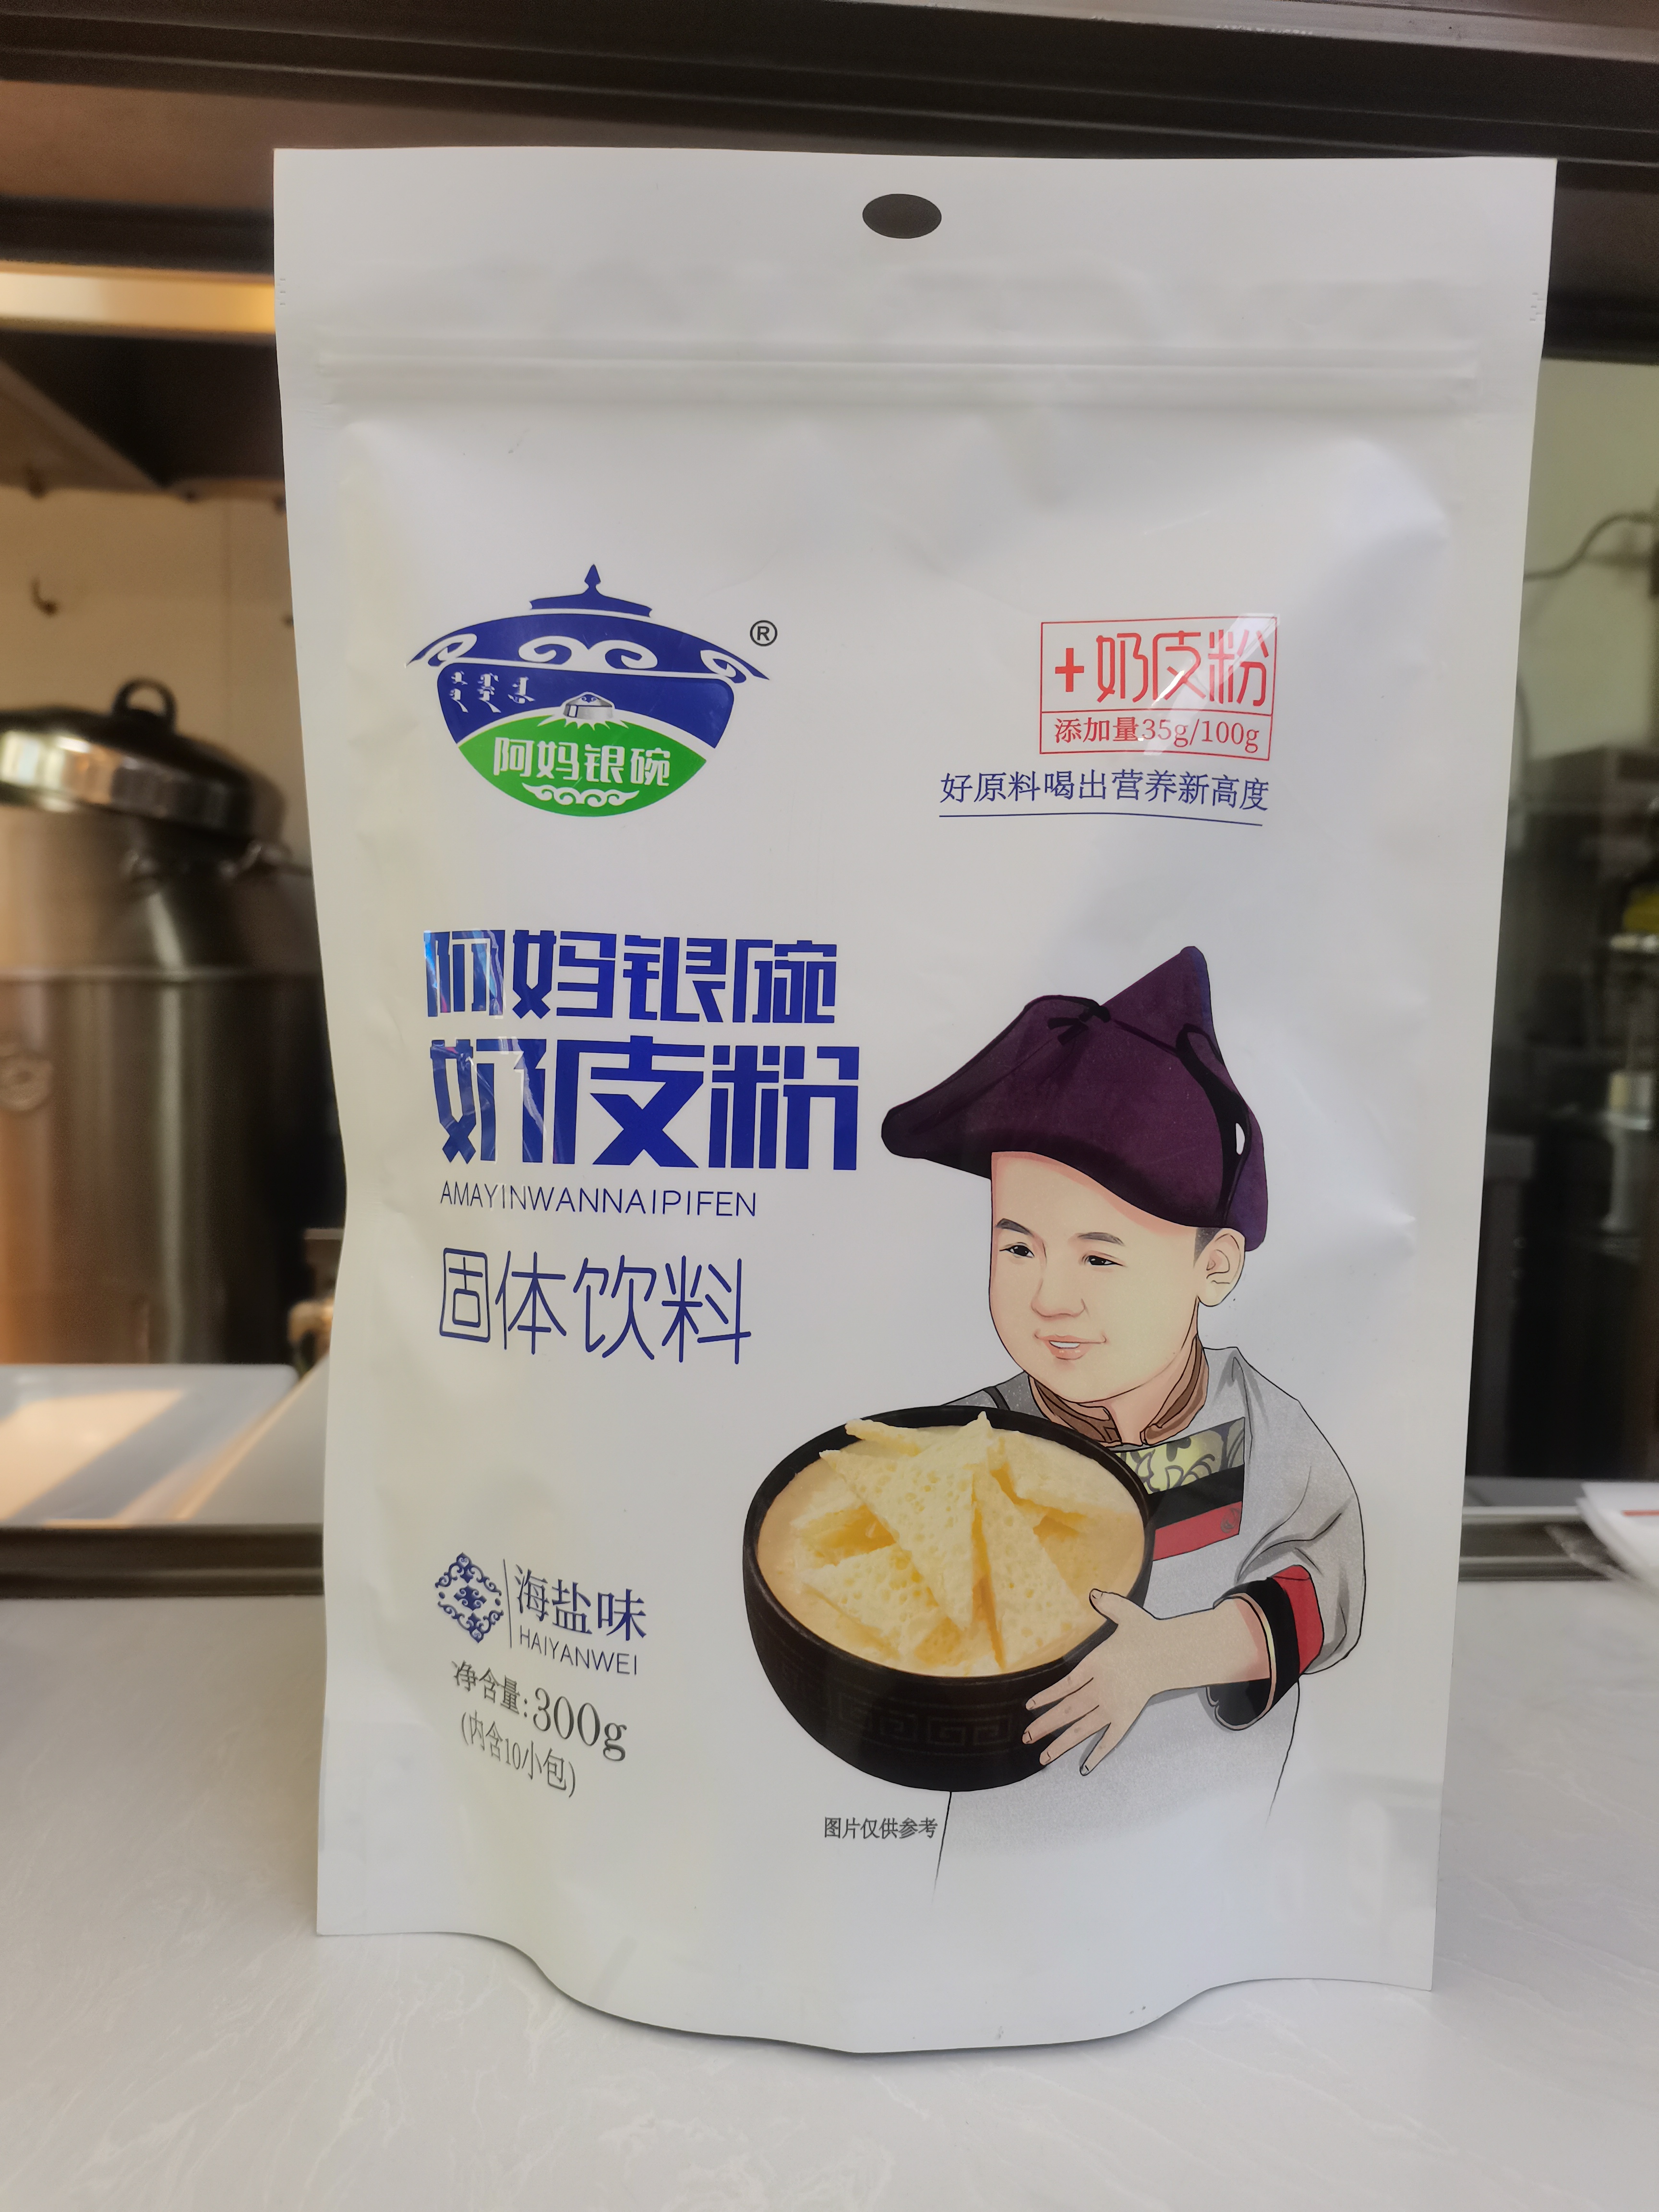 ®
阿妈银碗
+奶皮粉
添加量35g/100g
好原料喝出营养新高度
阿妈银碗
奶皮粉
AMAYINWANNAIPIFEN
固体饮料
海盐味
HAIYANWEI
净含量:300g
(内含10小包)
图片仅供参考